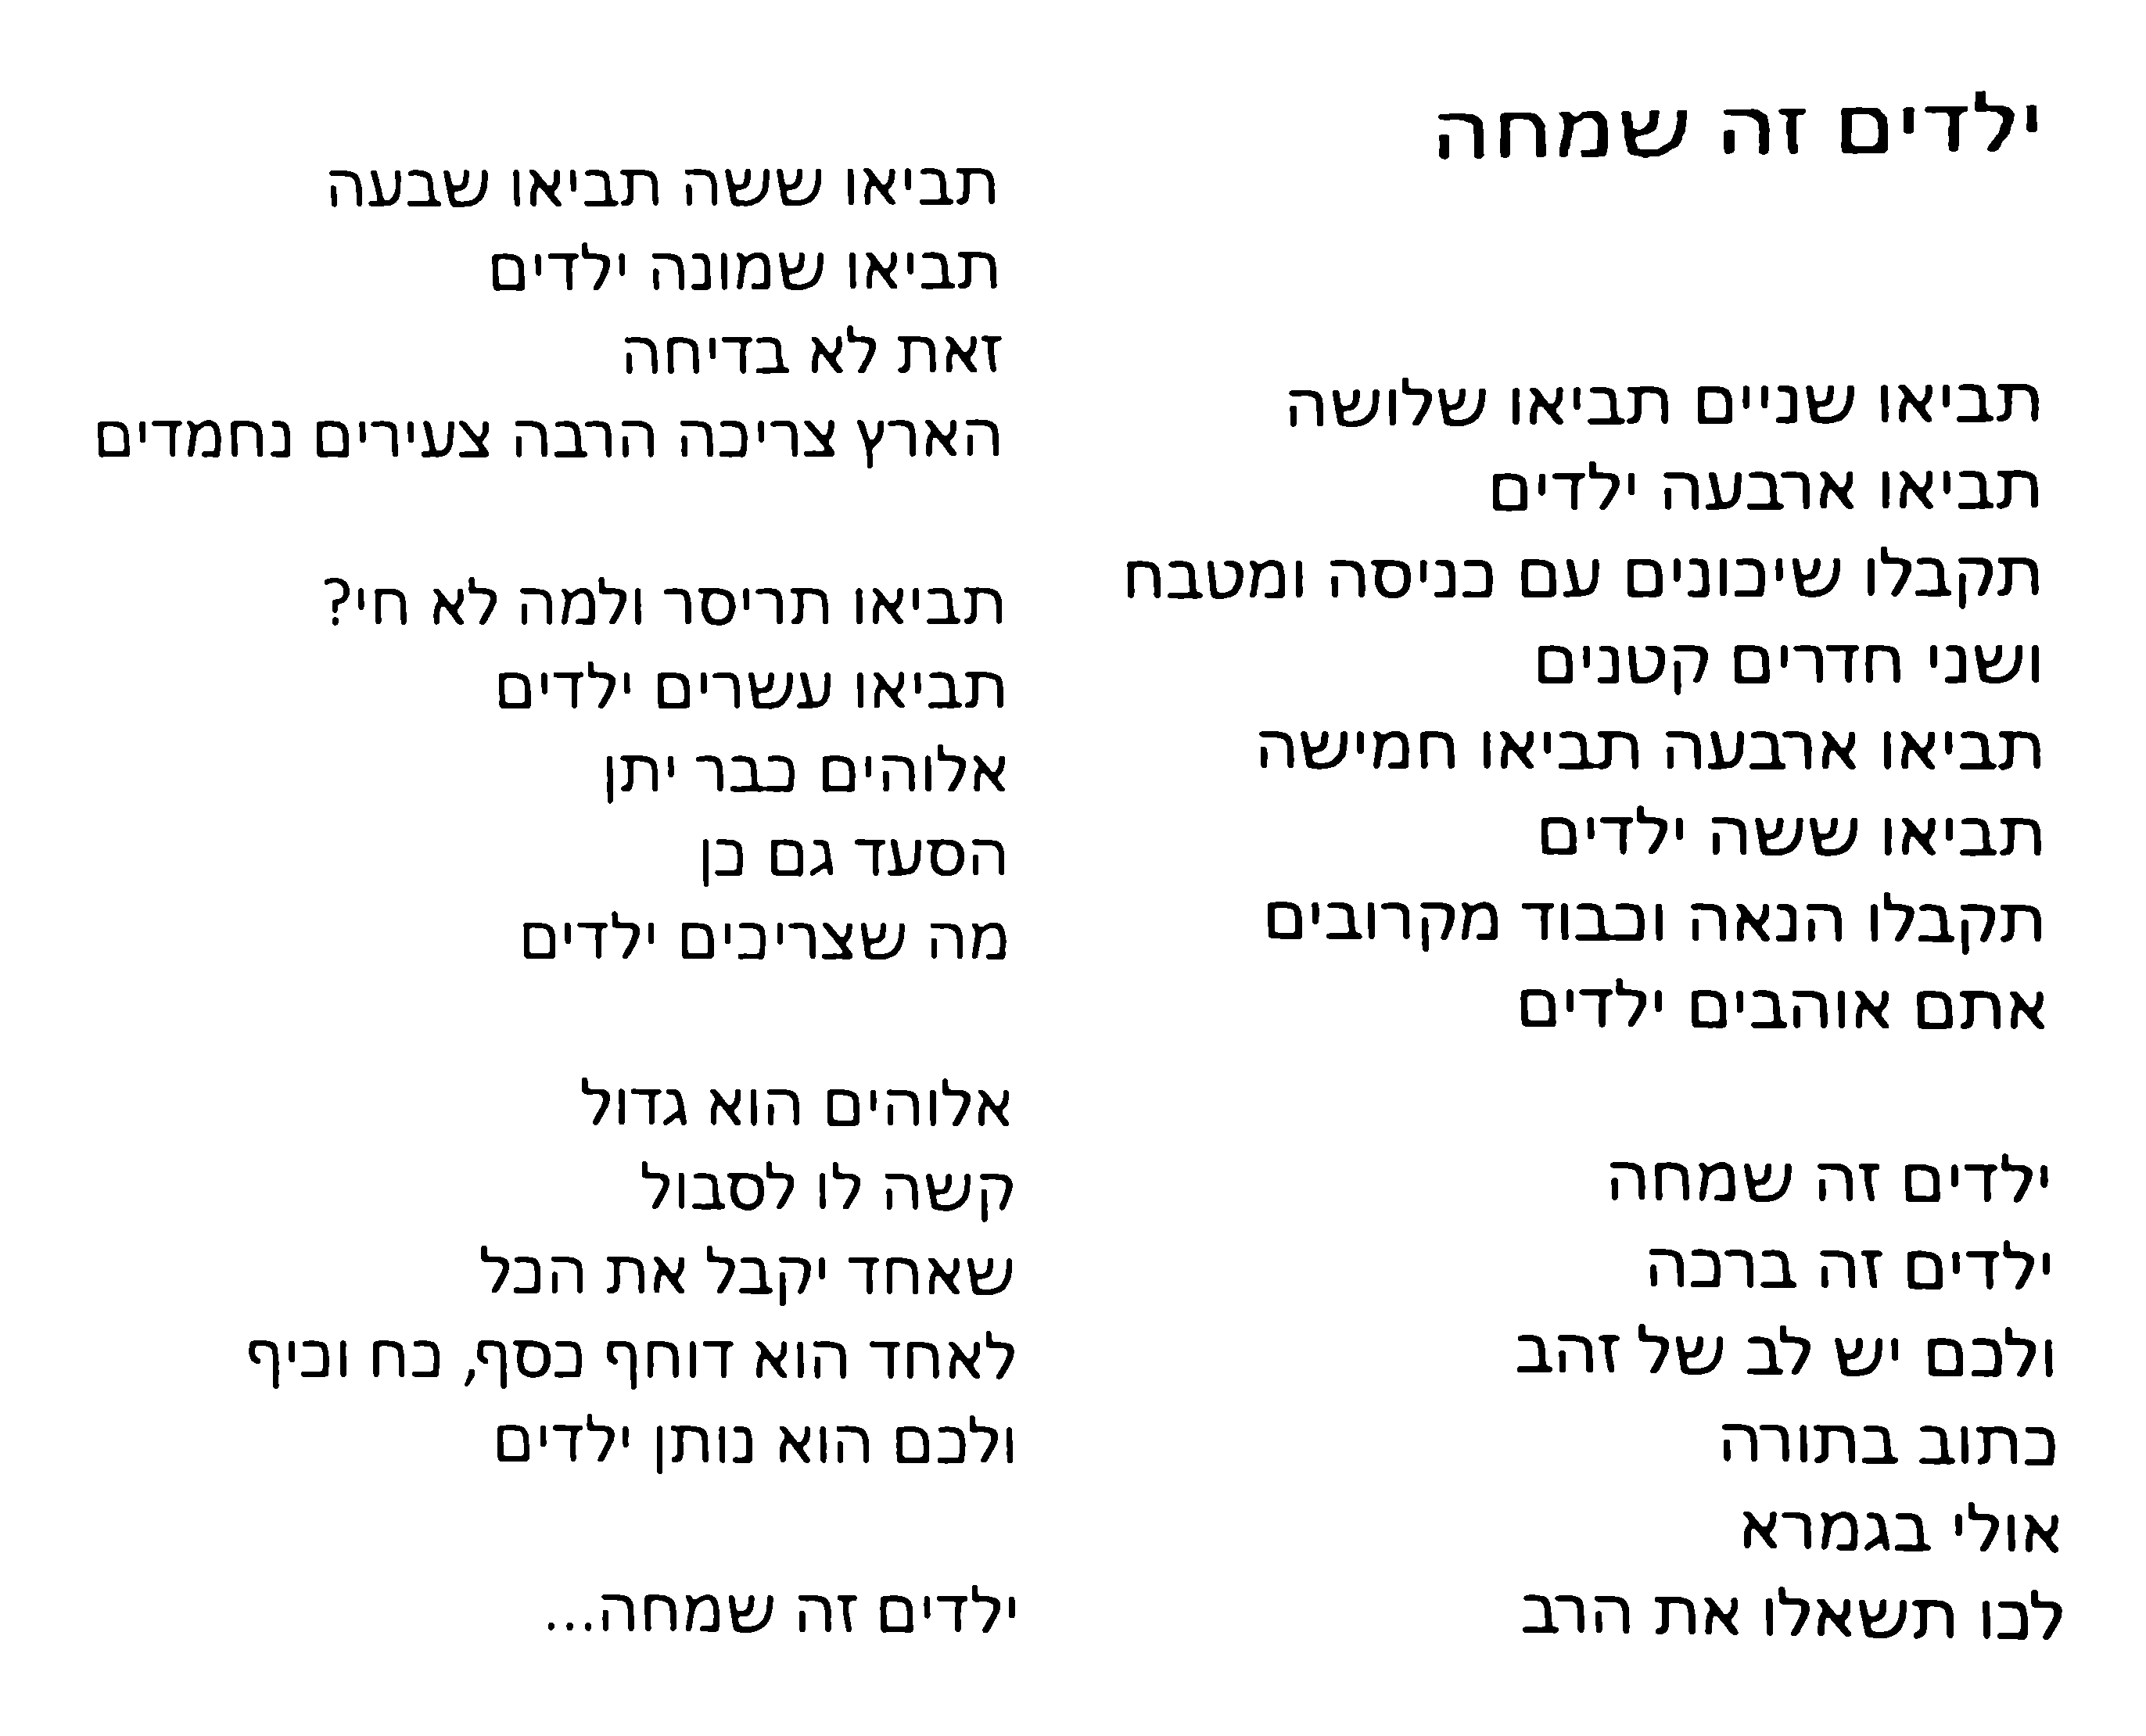 ילדים זה שמחה
תביאו שניים תביאו שלושה
תביאו ארבעה ילדים
תקבלו שיכונים עם כניסה ומטבח
ושני חדרים קטנים
תביאו ארבעה תביאו חמישה
תביאו ששה ילדים
תקבלו הנאה וכבוד מקרובים
אתם אוהבים ילדים
ילדים זה שמחה
ילדים זה ברכה
ולכם יש לב של זהב
כתוב בתורה
אולי בגמרא
לכו תשאלו את הרב
תביאו ששה תביאו שבעה
תביאו שמונה ילדים
זאת לא בדיחה
הארץ צריכה הרבה צעירים נחמדים
תביאו תריסר ולמה לא חי?
תביאו עשרים ילדים
אלוהים כבר יתן
הסעד גם כן
מה שצריכים ילדים
אלוהים הוא גדול
קשה לו לסבול
שאחד יקבל את הכל
לאחד הוא דוחף כסף, כח וכיף
ולכם הוא נותן ילדים
ילדים זה שמחה...